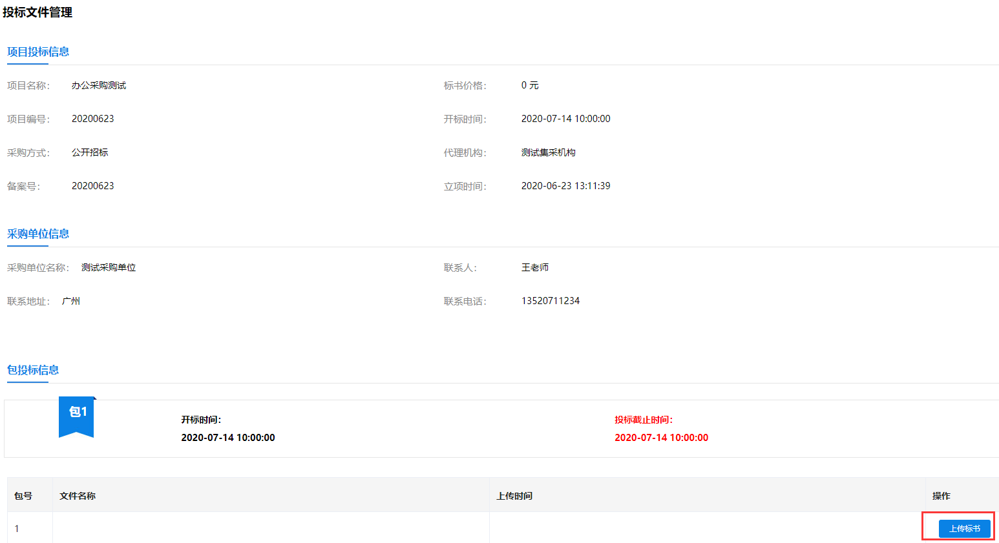 投标文件管理
项目投标信息
项目名称： 办公采购测试 标书价格： 0 元
项目编号： 20200623 开标时间： 2020-07-14 10:00:00
采购方式： 公开招标 代理机构： 测试集采机构
备案号： 20200623 立项时间： 2020-06-23 13:11:39
采购单位信息
采购单位名称： 测试采购单位 联系人： 王老师
联系地址： 广州 联系电话： 13520711234
包投标信息
包1
开标时间： 投标截止时间：
2020-07-14 10:00:00 2020-07-14 10:00:00
包号 文件名称 上传时间 操作
1 上传标书